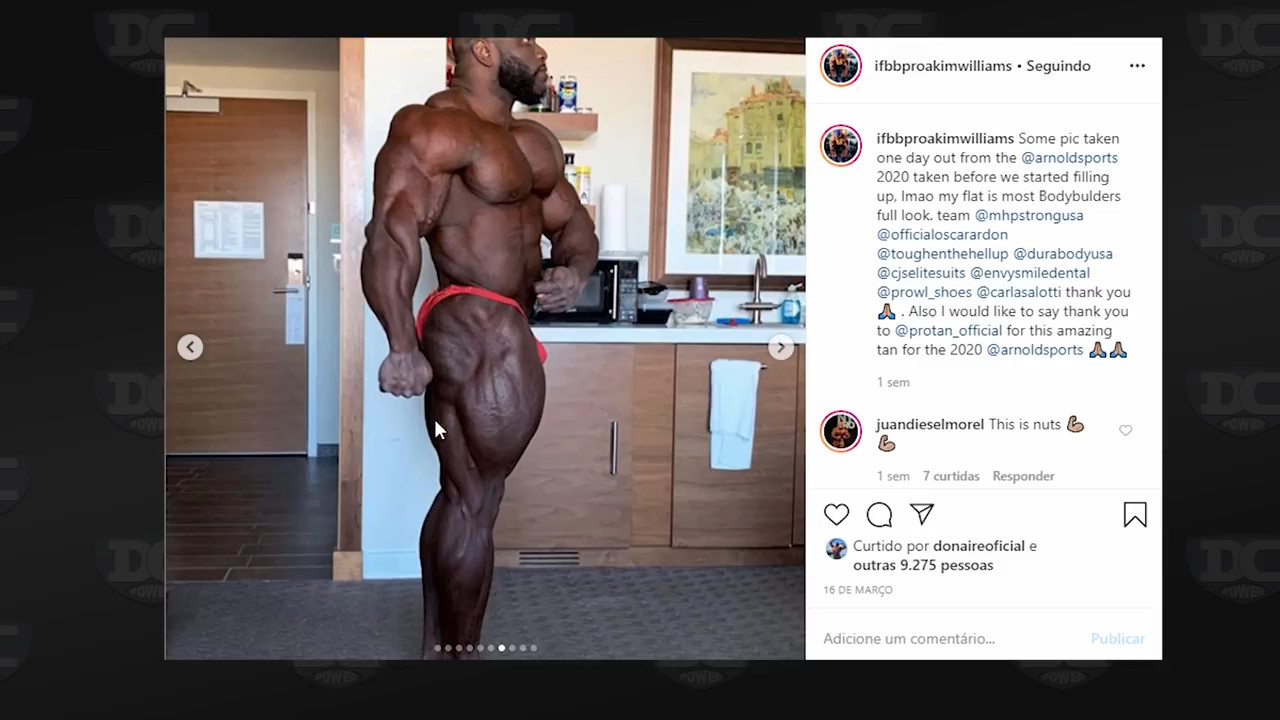 ifbbproakimwilliams • Seguindo
ifbbproakimwilliams Some pic taken
one day out from the @arnoldsports
2020 taken before we started filling
up, lmao my flat is most Bodybulders
full look. team @mhpstrongusa
@officialoscarardon
@toughenthehellup @durabodyusa
@cjselitesuits @envysmiledental
@prowl_shoes @carlasalotti thank you
🙏🏽 . Also I would like to say thank you
to @protan_official for this amazing
tan for the 2020 @arnoldsports 🙏🏽 🙏🏽
1 sem
juandieselmorel This is nuts 💪🏼
💪🏼
1 sem 7 curtidas Responder
Curtido por donaireoficial e
outras 9.275 pessoas
16 DE MARÇO
Adicione um comentário... Publicar
DC
POWER